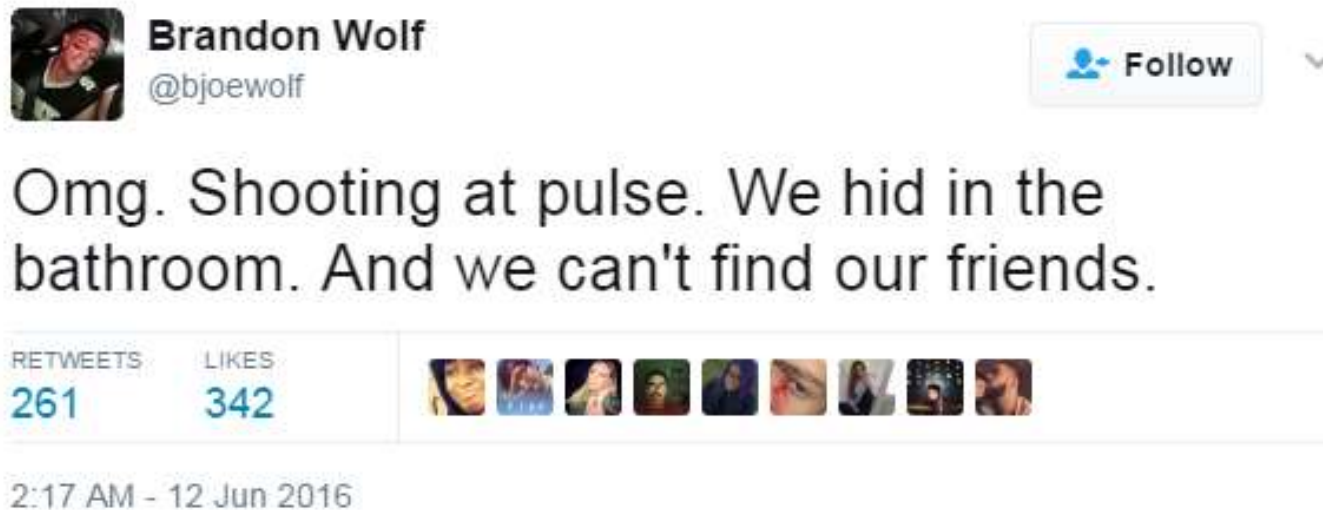 Brandon Wolf
@bjoewolf
Follow
Omg. Shooting at pulse. We hid in the
bathroom. And we can't find our friends.
RETWEETS LIKES
261 342
2:17 AM - 12 Jun 2016